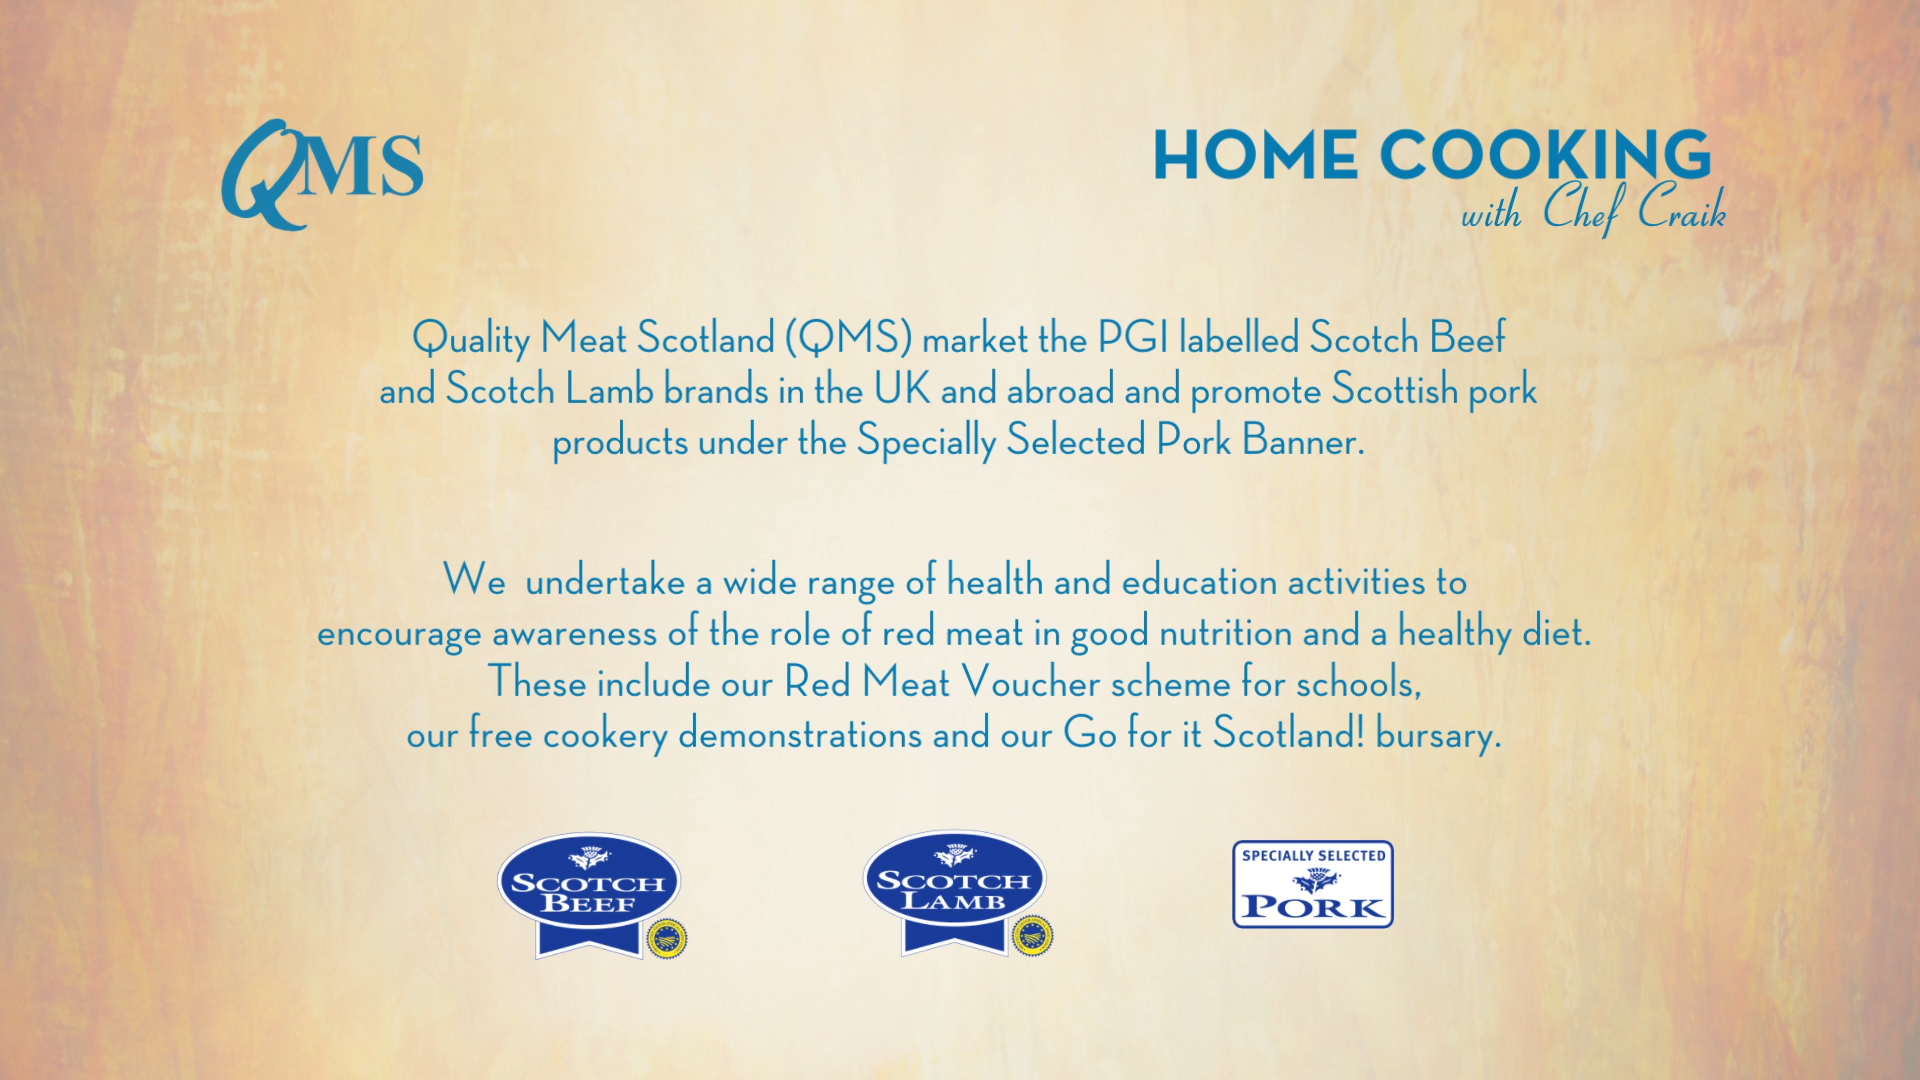 QMS
HOME COOKING
with Chef Craik
Quality Meat Scotland (QMS) market the PGI labelled Scotch Beef
and Scotch Lamb brands in the UK and abroad and promote Scottish pork
products under the Specially Selected Pork Banner.
We undertake a wide range of health and education activities to
encourage awareness of the role of red meat in good nutrition and a healthy diet.
These include our Red Meat Voucher scheme for schools,
our free cookery demonstrations and our Go for it Scotland! bursary.
SCOTCH
BEEF
SCOTCH
LAMB
SPECIALLY SELECTED
PORK